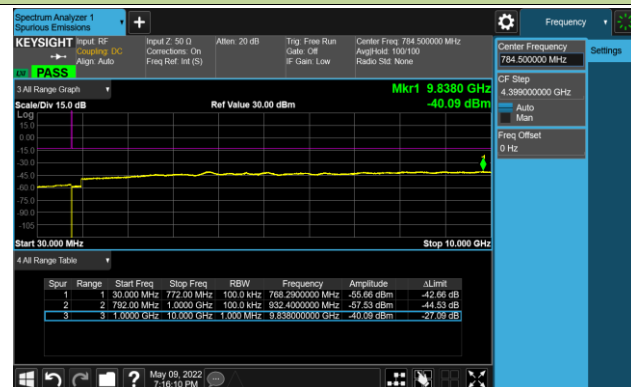 Spectrum Analyzer 1
Spurious Emissions
Frequency
KEYSIGHT
Input: RF
Coupling: DC
Align: Auto
Input Z: 50 Ω
Corrections: On
Freq Ref: Int (S)
Atten: 20 dB
Trig: Free Run
Gate: Off
IF Gain: Low
Center Freq: 784.500000 MHz
Avg|Hold: 100/100
Radio Std: None
PASS
Center Frequency
784.500000 MHz
Settings
CF Step
4.399000000 GHz
Auto
Man
Freq Offset
0 Hz
3 All Range Graph
Mkr1 9.8380 GHz
Scale/Div 15.0 dB
Ref Value 30.00 dBm
-40.09 dBm
Log
15.0
0.00
-15.0
-30.0
-45.0
-60.0
-75.0
-90.0
-105
1
Start 30.000 MHz
Stop 10.000 GHz
4 All Range Table
Spur Range Start Freq Stop Freq RBW Frequency Amplitude ΔLimit
1 1 30.000 MHz 772.00 MHz 100.0 kHz 768.2900000 MHz -55.66 dBm -42.66 dB
2 2 792.00 MHz 1.0000 GHz 100.0 kHz 932.4000000 MHz -57.53 dBm -44.53 dB
3 3 1.0000 GHz 10.000 GHz 1.000 MHz 9.838000000 GHz -40.09 dBm -27.09 dB
May 09, 2022
7:16:10 PM